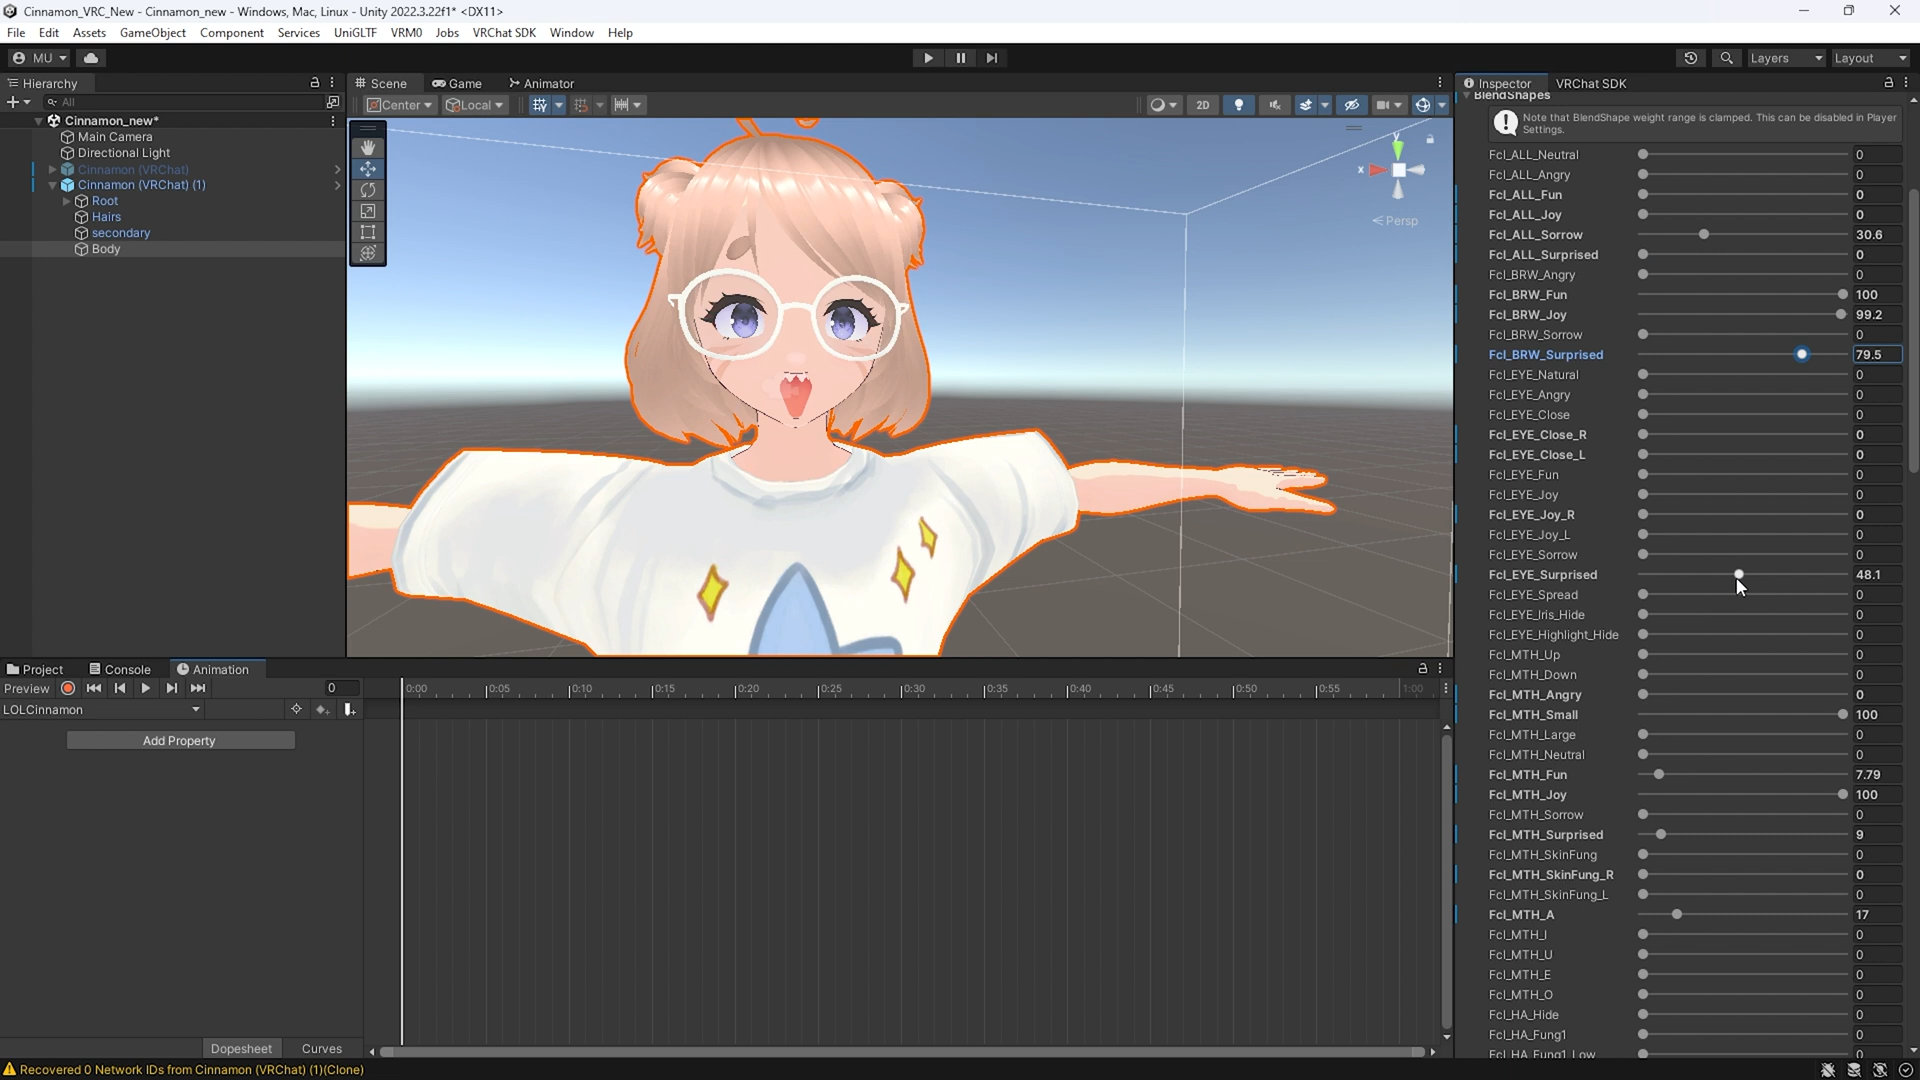 Cinnamon_VRC_New - Cinnamon_new - Windows, Mac, Linux - Unity 2022.3.22f1* <DX11>
File Edit Assets GameObject Component Services UniGLTF VRM0 Jobs VRChat SDK Window Help
MU Layers Layout
Hierarchy
All
Cinnamon_new*
Main Camera
Directional Light
Cinnamon (VRChat)
Cinnamon (VRChat) (1)
Root
Hairs
secondary
Body
Scene Game Animator
Center Local 2D
y
x
Persp
Inspector VRChat SDK
BlendShapes
Note that BlendShape weight range is clamped. This can be disabled in Player
Settings.
Fcl_ALL_Neutral 0
Fcl_ALL_Angry 0
Fcl_ALL_Fun 0
Fcl_ALL_Joy 0
Fcl_ALL_Sorrow 30.6
Fcl_ALL_Surprised 0
Fcl_BRW_Angry 0
Fcl_BRW_Fun 100
Fcl_BRW_Joy 99.2
Fcl_BRW_Sorrow 0
Fcl_BRW_Surprised 79.5
Fcl_EYE_Natural 0
Fcl_EYE_Angry 0
Fcl_EYE_Close 0
Fcl_EYE_Close_R 0
Fcl_EYE_Close_L 0
Fcl_EYE_Fun 0
Fcl_EYE_Joy 0
Fcl_EYE_Joy_R 0
Fcl_EYE_Joy_L 0
Fcl_EYE_Sorrow 0
Fcl_EYE_Surprised 48.1
Fcl_EYE_Spread 0
Fcl_EYE_Iris_Hide 0
Fcl_EYE_Highlight_Hide 0
Fcl_MTH_Up 0
Fcl_MTH_Down 0
Fcl_MTH_Angry 0
Fcl_MTH_Small 100
Fcl_MTH_Large 0
Fcl_MTH_Neutral 0
Fcl_MTH_Fun 7.79
Fcl_MTH_Joy 100
Fcl_MTH_Sorrow 0
Fcl_MTH_Surprised 9
Fcl_MTH_SkinFung 0
Fcl_MTH_SkinFung_R 0
Fcl_MTH_SkinFung_L 0
Fcl_MTH_A 17
Fcl_MTH_I 0
Fcl_MTH_U 0
Fcl_MTH_E 0
Fcl_MTH_O 0
Fcl_HA_Hide 0
Fcl_HA_Fung1 0
Fcl_HA_Fung1_Low 0
Project Console Animation
Preview 0
0:00 0:05 0:10 0:15 0:20 0:25 0:30 0:35 0:40 0:45 0:50 0:55 1:00
LOLCinnamon
Add Property
Dopesheet Curves
Recovered 0 Network IDs from Cinnamon (VRChat) (1)(Clone)